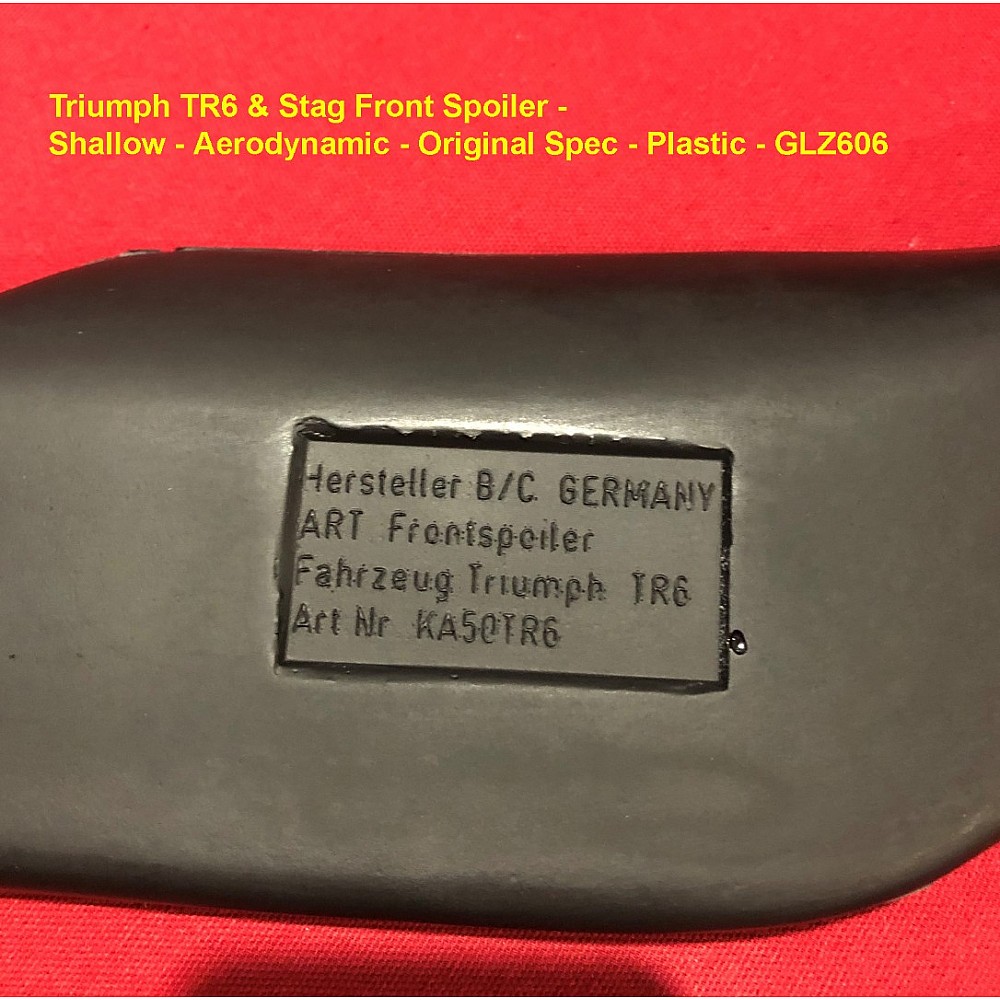 Triumph TR6 & Stag Front Spoiler -
Shallow - Aerodynamic - Original Spec - Plastic - GLZ606
Hersteller B/C. GERMANY
ART Frontspoiler
Fahrzeug Triumph TR6
Art Nr KA50TR6